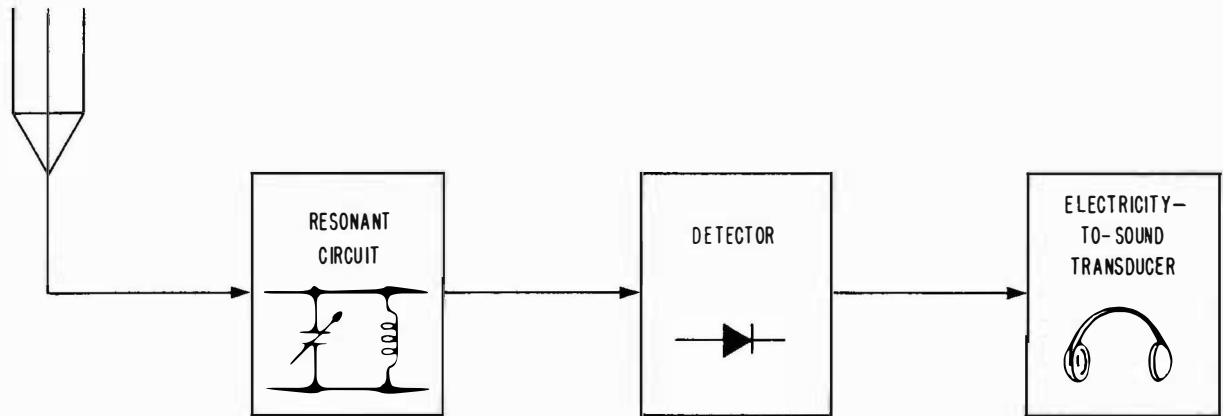 RESONANT
CIRCUIT
DETECTOR
ELECTRICITY-
TO-SOUND
TRANSDUCER